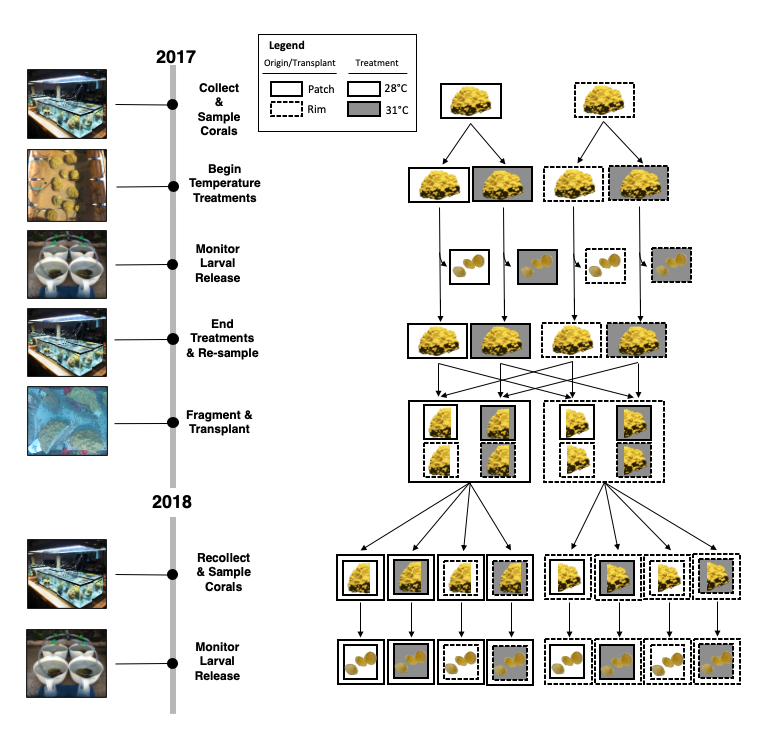 2017
Legend
Origin/Transplant
Treatment
Patch
28°C
Rim
31°C
Collect
&
Sample
Corals
Begin
Temperature
Treatments
Monitor
Larval
Release
End
Treatments
& Re-sample
Fragment &
Transplant
2018
Recollect
& Sample
Corals
Monitor
Larval
Release